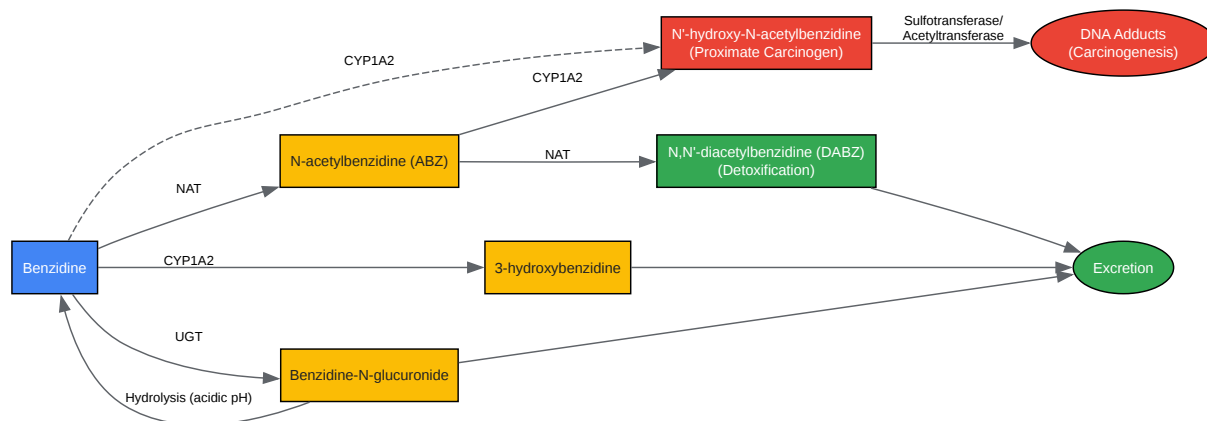 Sulfotransferase/
Acetyltransferase
N'-hydroxy-N-acetylbenzidine
(Proximate Carcinogen)
DNA Adducts
(Carcinogenesis)
CYP1A2
CYP1A2
N-acetylbenzidine (ABZ)
NAT
N,N'-diacetylbenzidine (DABZ)
(Detoxification)
NAT
Benzidine
CYP1A2
3-hydroxybenzidine
Excretion
UGT
Benzidine-N-glucuronide
Hydrolysis (acidic pH)